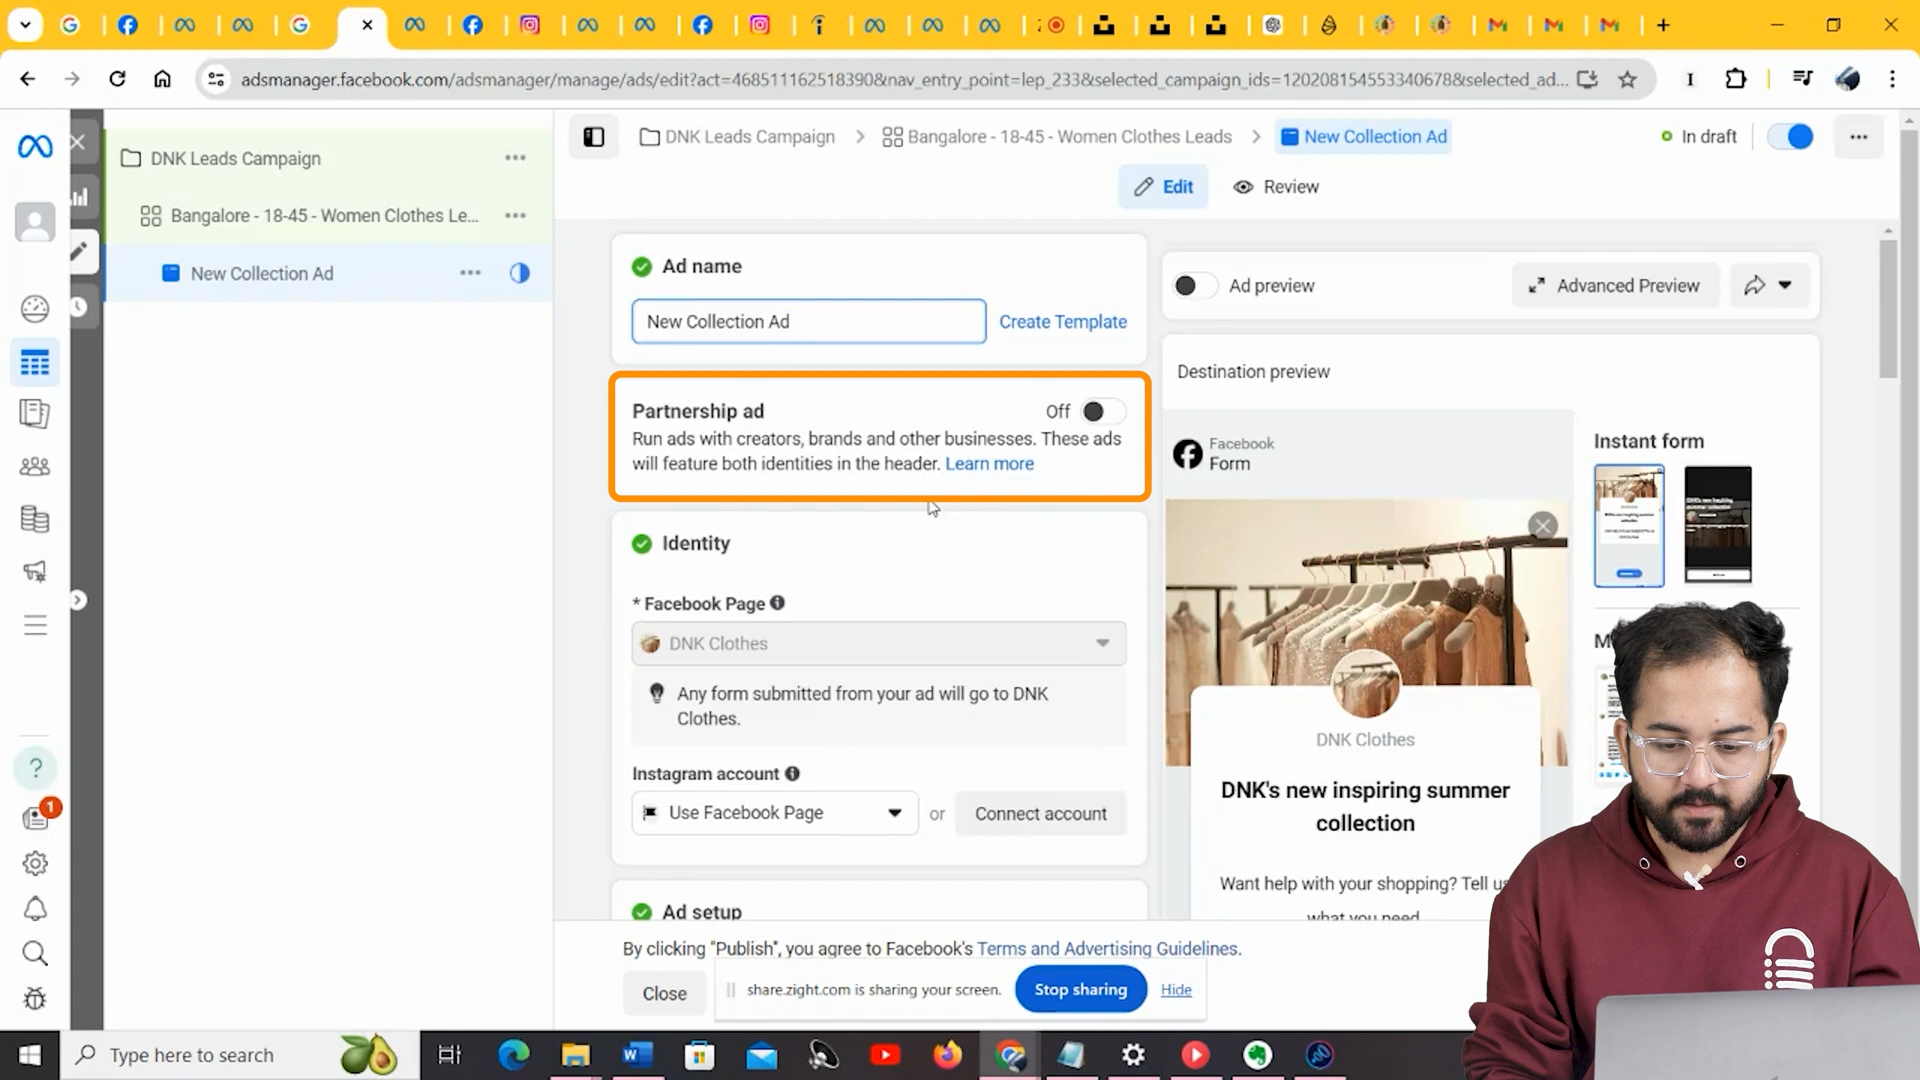 adsmanager.facebook.com/adsmanager/manage/ads/edit?act=468511162518390&nav_entry_point=lep_233&selected_campaign_ids=120208154553340678&selected_ad...
DNK Leads Campaign
Bangalore - 18-45 - Women Clothes Le...
New Collection Ad
DNK Leads Campaign
Bangalore - 18-45 - Women Clothes Leads
New Collection Ad
In draft
Edit
Review
Ad name
New Collection Ad
Create Template
Partnership ad
Off
Run ads with creators, brands and other businesses. These ads
will feature both identities in the header. Learn more
Identity
* Facebook Page
DNK Clothes
Any form submitted from your ad will go to DNK
Clothes.
Instagram account
Use Facebook Page
or
Connect account
Ad setup
Ad preview
Advanced Preview
Destination preview
Facebook
Form
Instant form
DNK Clothes
DNK's new inspiring summer
collection
Want help with your shopping? Tell us
what you need
By clicking "Publish", you agree to Facebook's Terms and Advertising Guidelines.
Close
share.zight.com is sharing your screen.
Stop sharing
Hide
1
Type here to search